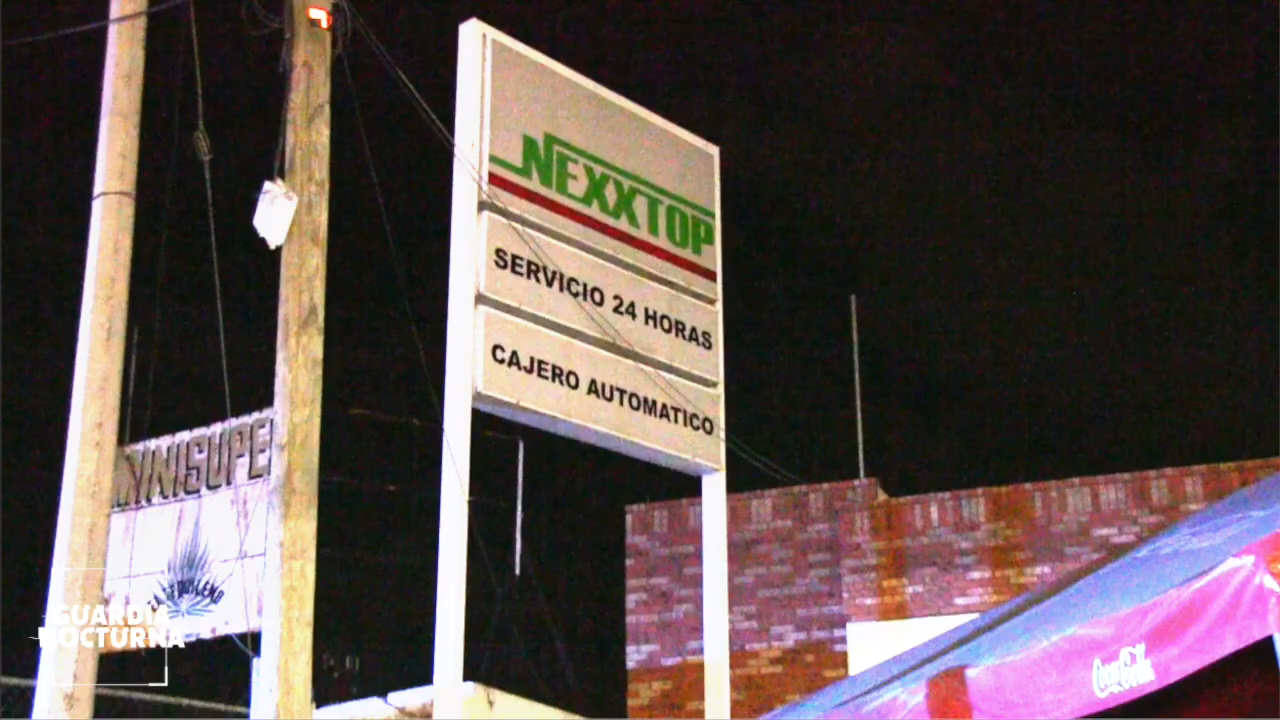 NEXXTOP
SERVICIO 24 HORAS
CAJERO AUTOMATICO
MINISUPE
GUARDIA
NOCTURNA
Coca-Cola